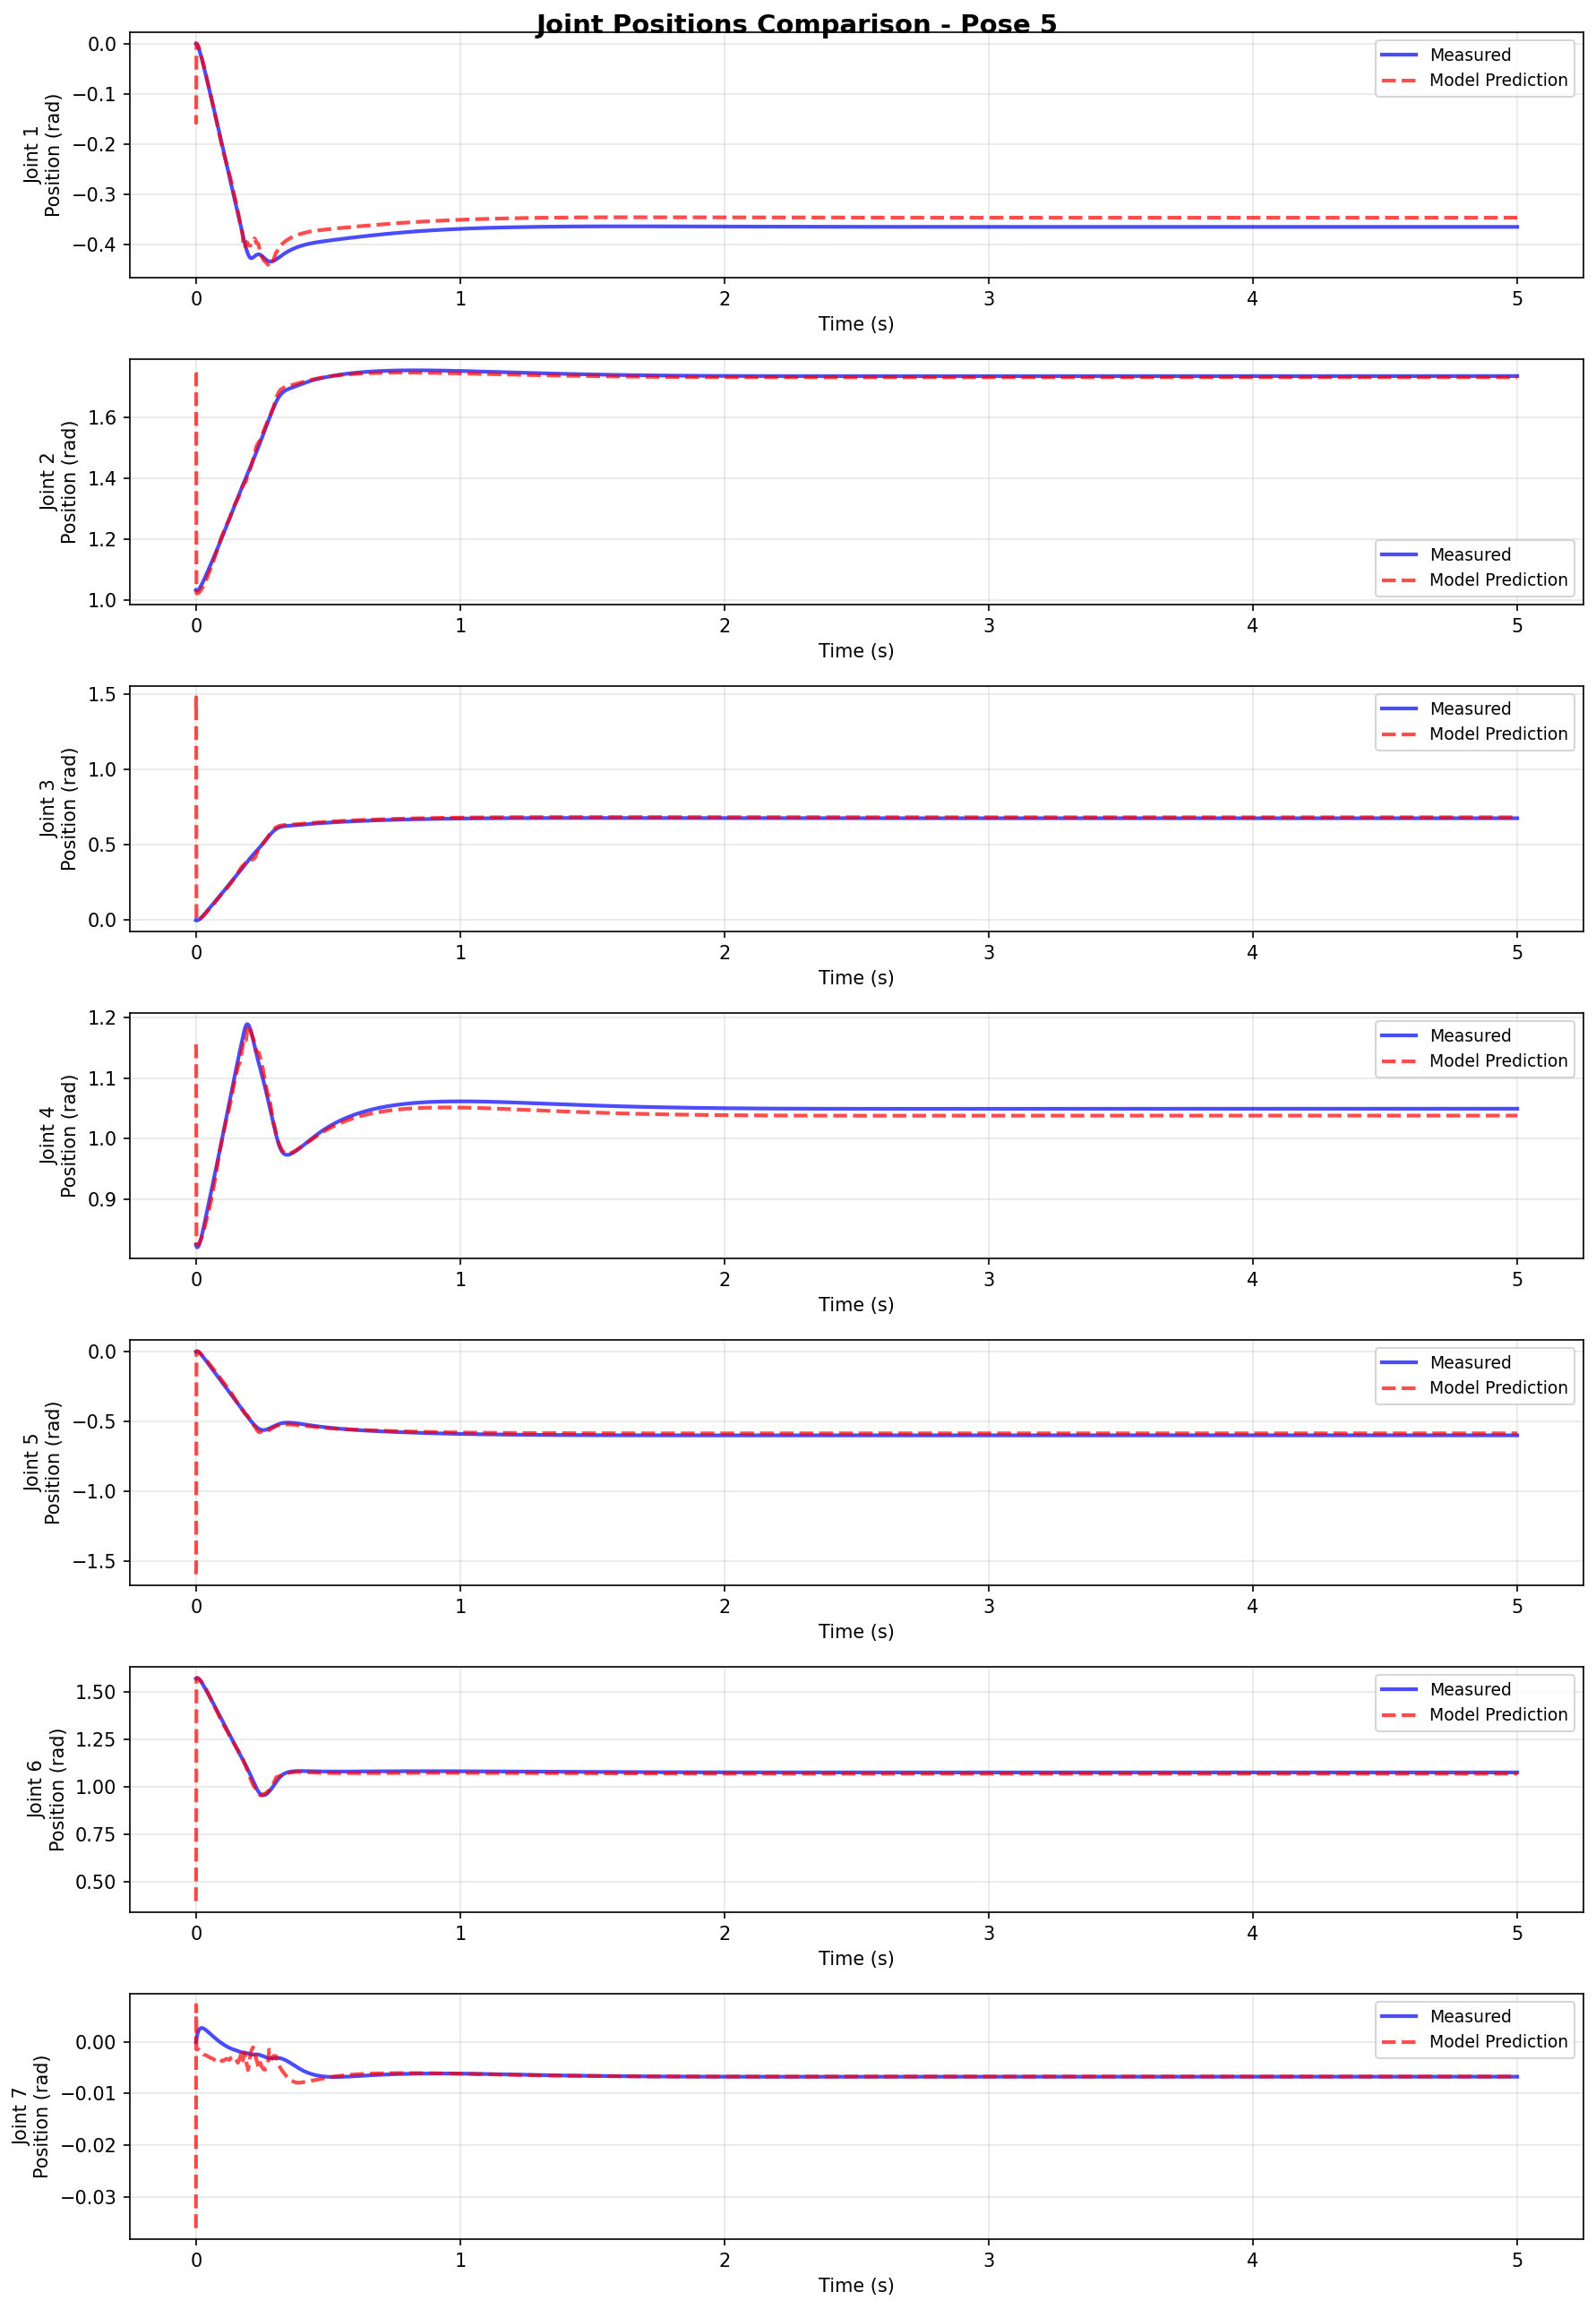 Joint Positions Comparison - Pose 5
Joint 1
Position (rad)
0.0
−0.1
−0.2
−0.3
−0.4
Measured
Model Prediction
0 1 2 3 4 5
Time (s)
Joint 2
Position (rad)
1.6
1.4
1.2
1.0
Measured
Model Prediction
0 1 2 3 4 5
Time (s)
Joint 3
Position (rad)
1.5
1.0
0.5
0.0
Measured
Model Prediction
0 1 2 3 4 5
Time (s)
Joint 4
Position (rad)
1.2
1.1
1.0
0.9
Measured
Model Prediction
0 1 2 3 4 5
Time (s)
Joint 5
Position (rad)
0.0
−0.5
−1.0
−1.5
Measured
Model Prediction
0 1 2 3 4 5
Time (s)
Joint 6
Position (rad)
1.50
1.25
1.00
0.75
0.50
Measured
Model Prediction
0 1 2 3 4 5
Time (s)
Joint 7
Position (rad)
0.00
−0.01
−0.02
−0.03
Measured
Model Prediction
0 1 2 3 4 5
Time (s)